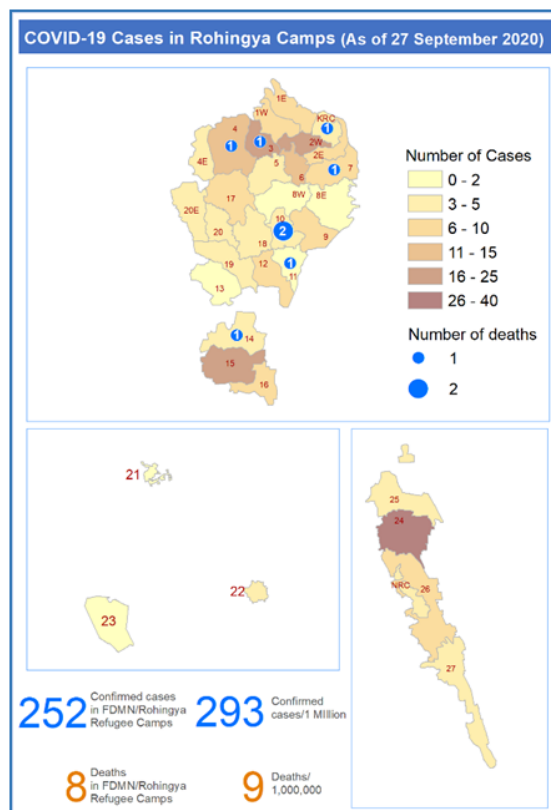 COVID-19 Cases in Rohingya Camps (As of 27 September 2020)
1E
1W
KRC
4
1
1
1
3
2W
2E
4E
5
1
7
6
8W
8E
20E
17
10
2
9
20
18
1
12
11
19
13
1
14
15
16
Number of Cases
0 - 2
3 - 5
6 - 10
11 - 15
16 - 25
26 - 40
Number of deaths
1
2
21
22
23
25
24
NRC
26
27
252
Confirmed cases
in FDMN/Rohingya
Refugee Camps
293
Confirmed
cases/1 Million
8
Deaths
in FDMN/Rohingya
Refugee Camps
9
Deaths/
1,000,000